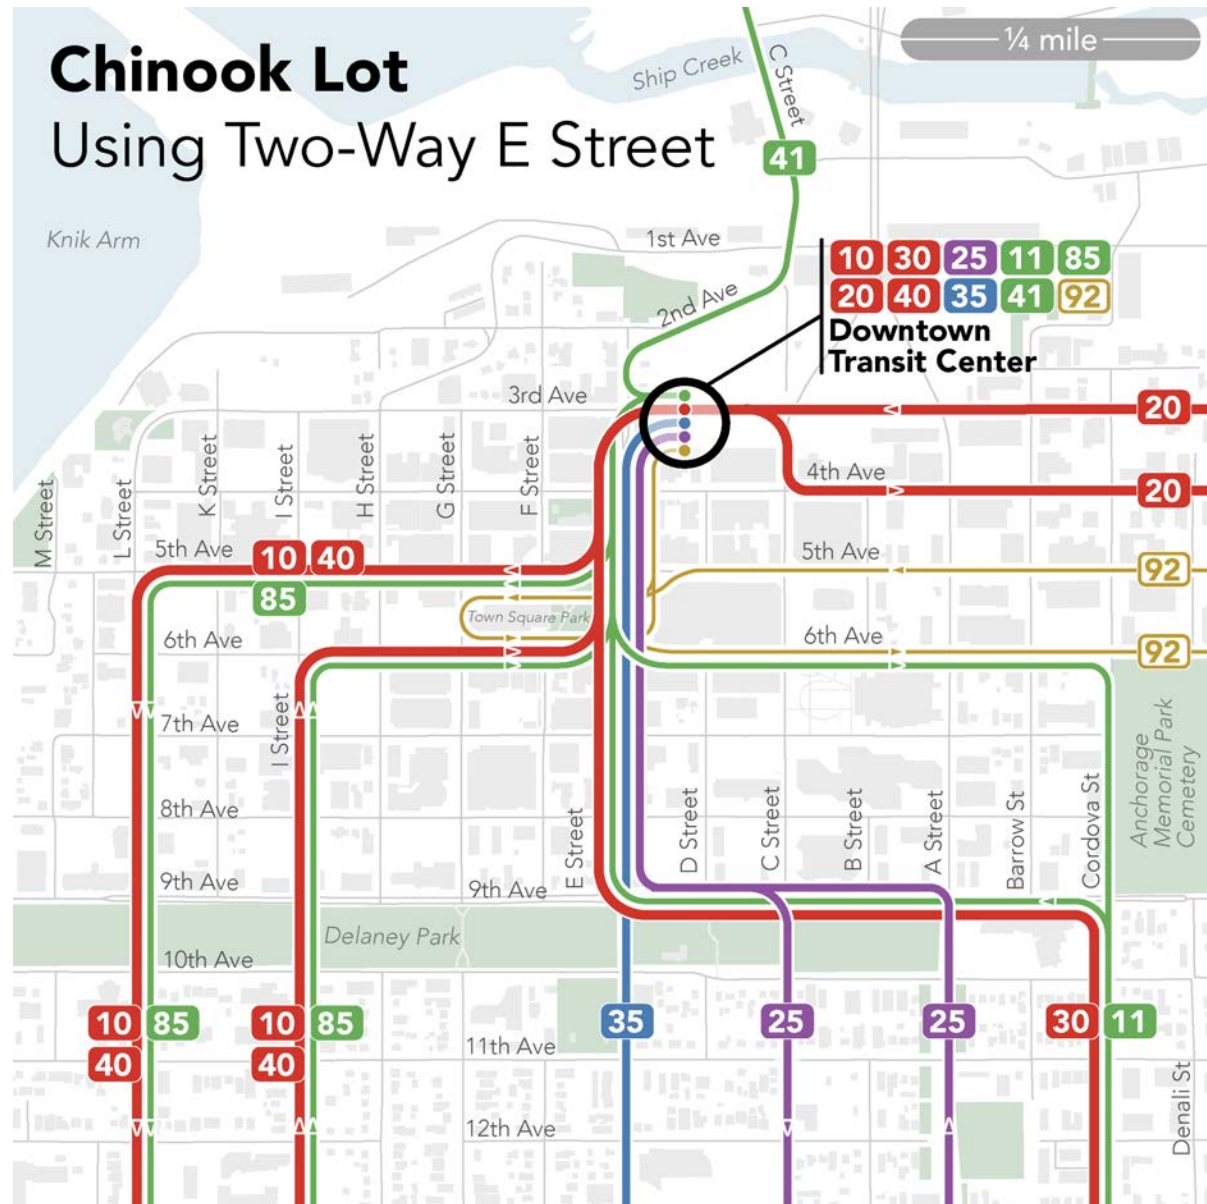 Chinook Lot
Using Two-Way E Street
¼ mile
Ship Creek
C Street
41
Knik Arm
1st Ave
10 30 25 11 85
20 40 35 41 92
Downtown
Transit Center
2nd Ave
3rd Ave
20
4th Ave
20
M Street
L Street
K Street
I Street
H Street
G Street
F Street
5th Ave
10 40
85
5th Ave
92
Town Square Park
6th Ave
6th Ave
92
I Street
7th Ave
Anchorage
Memorial Park
Cemetery
8th Ave
E Street
D Street
C Street
B Street
A Street
Barrow St
Cordova St
9th Ave
9th Ave
Delaney Park
10th Ave
10 85
40
10 85
40
35
25
25
30 11
11th Ave
Denali St
12th Ave